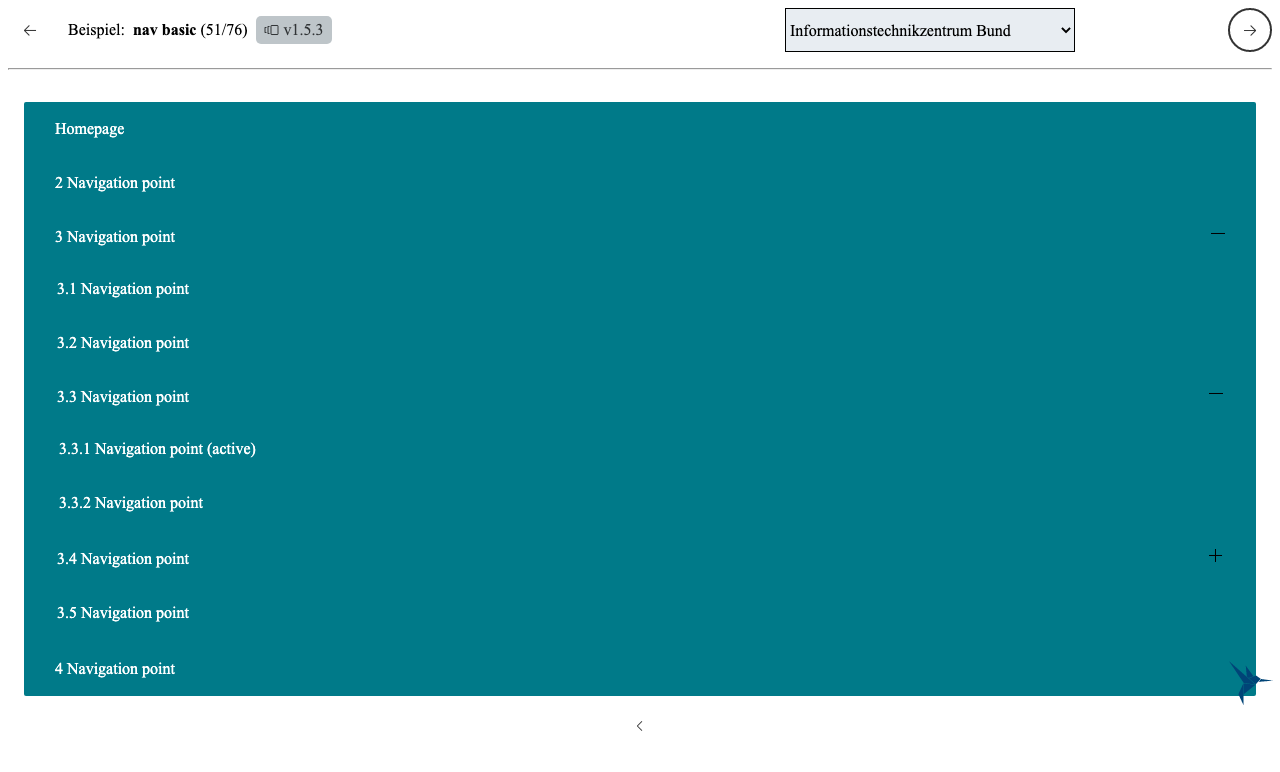 Beispiel: nav basic (51/76) v1.5.3 Informationstechnikzentrum Bund
Homepage
2 Navigation point
3 Navigation point
3.1 Navigation point
3.2 Navigation point
3.3 Navigation point
3.3.1 Navigation point (active)
3.3.2 Navigation point
3.4 Navigation point
3.5 Navigation point
4 Navigation point